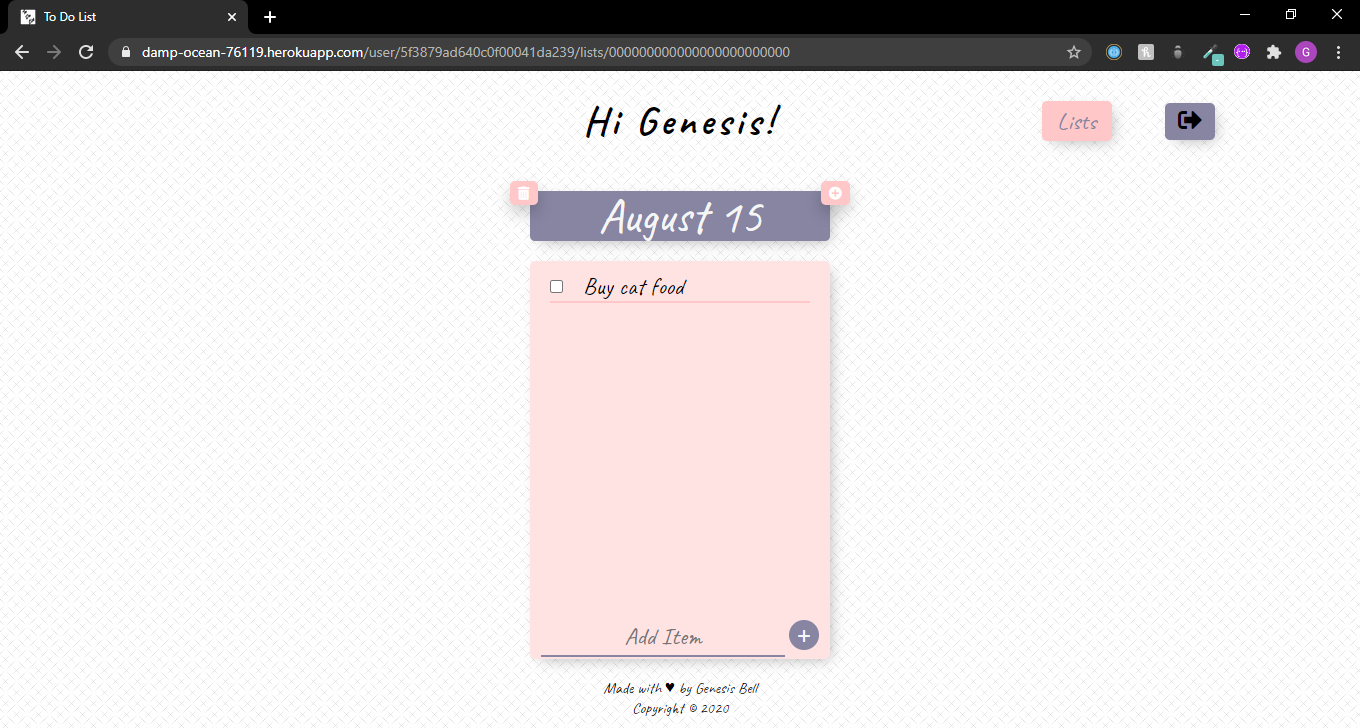 To Do List
damp-ocean-76119.herokuapp.com/user/5f3879ad640c0f00041da239/lists/000000000000000000000000
G
Hi Genesis!
Lists
August 15
Buy cat food
Add Item
Made with ♥ by Genesis Bell
Copyright © 2020